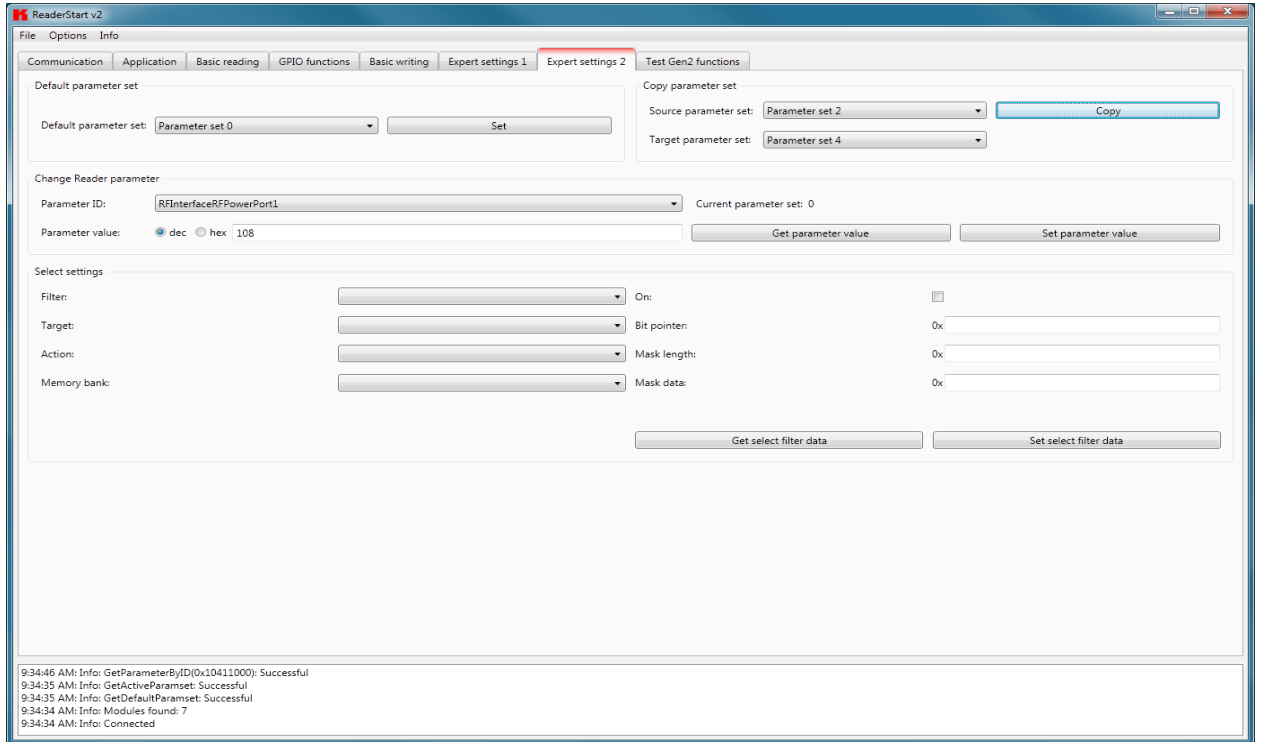 ReaderStart v2
File Options Info
Communication Application Basic reading GPIO functions Basic writing Expert settings 1 Expert settings 2 Test Gen2 functions
Default parameter set
Default parameter set: Parameter set 0 Set
Copy parameter set
Source parameter set: Parameter set 2 Copy
Target parameter set: Parameter set 4
Change Reader parameter
Parameter ID: RFInterfaceRFPowerPort1 Current parameter set: 0
Parameter value: dec hex 108 Get parameter value Set parameter value
Select settings
Filter: On:
Target: Bit pointer: 0x
Action: Mask length: 0x
Memory bank: Mask data: 0x
Get select filter data Set select filter data
9:34:46 AM: Info: GetParameterByID(0x10411000): Successful
9:34:35 AM: Info: GetActiveParamset: Successful
9:34:35 AM: Info: GetDefaultParamset: Successful
9:34:34 AM: Info: Modules found: 7
9:34:34 AM: Info: Connected